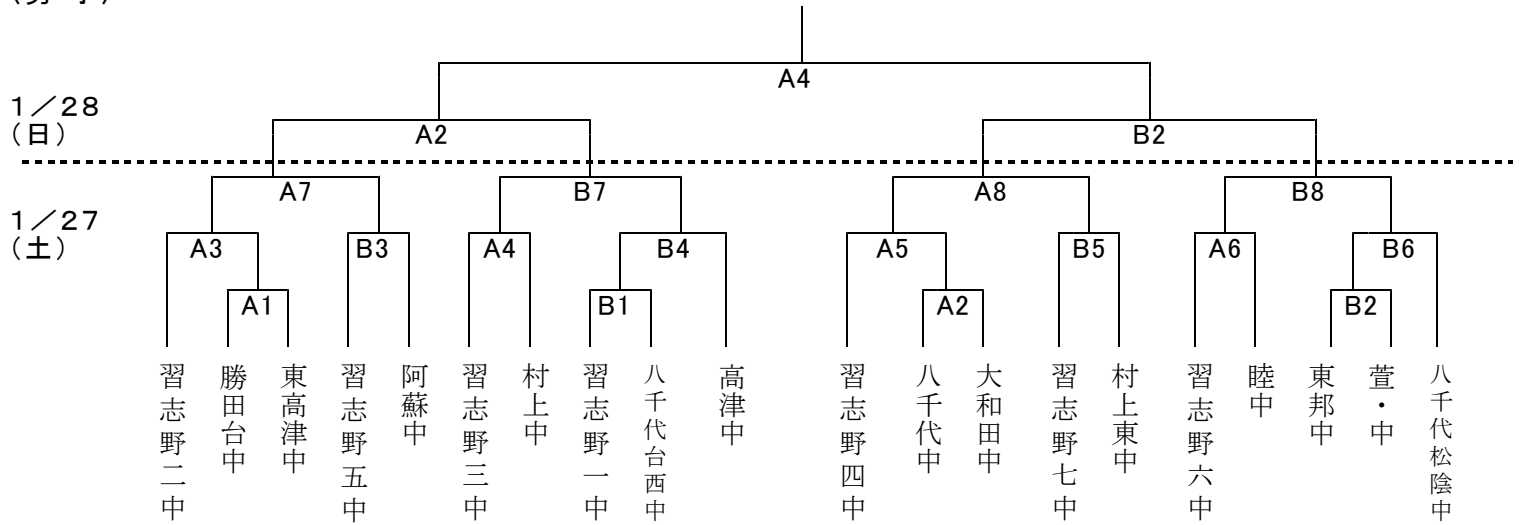 A4
1/28
(日)
A2
B2
A7
B7
A8
B8
1/27
(土)
A3
B3
A4
B4
A5
B5
A6
B6
A1
B1
A2
B2
習志野二中
勝田台中
東高津中
習志野五中
阿蘇中
習志野三中
村上中
習志野一中
八千代台西中
高津中
習志野四中
八千代中
大和田中
習志野七中
村上東中
習志野六中
睦中
東邦中
萱・中
八千代松陰中